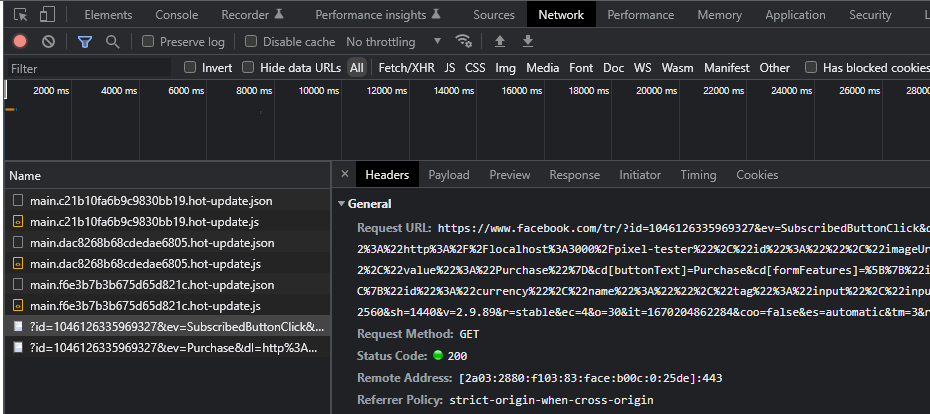 Elements Console Recorder Performance insights Sources Network Performance Memory Application Security
Preserve log Disable cache No throttling
Filter Invert Hide data URLs All Fetch/XHR JS CSS Img Media Font Doc WS Wasm Manifest Other Has blocked cookies
2000 ms 4000 ms 6000 ms 8000 ms 10000 ms 12000 ms 14000 ms 16000 ms 18000 ms 20000 ms 22000 ms 24000 ms 26000 ms 28000
Name
main.c21b10fa6b9c9830bb19.hot-update.json
main.c21b10fa6b9c9830bb19.hot-update.js
main.dac8268b68cdedae6805.hot-update.json
main.dac8268b68cdedae6805.hot-update.js
main.f6e3b7b3b675d65d821c.hot-update.json
main.f6e3b7b3b675d65d821c.hot-update.js
?id=1046126335969327&ev=SubscribedButtonClick&...
?id=1046126335969327&ev=Purchase&dl=http%3A...
× Headers Payload Preview Response Initiator Timing Cookies
General
Request URL: https://www.facebook.com/tr/?id=1046126335969327&ev=SubscribedButtonClick&
2%3A%22http%3A%2F%2Flocalhost%3A3000%2Fpixel-tester%22%2C%22id%22%3A%22%22%2C%22imageUr
2%2C%22value%22%3A%22Purchase%22%7D&cd[buttonText]=Purchase&cd[formFeatures]=%5B%7B%22i
C%7B%22id%22%3A%22currency%22%2C%22name%22%3A%22%22%2C%22tag%22%3A%22input%22%2C%22inpu
2560&sh=1440&v=2.9.89&r=stable&ec=4&o=30&it=1670204862284&coo=false&es=automatic&tm=3&r
Request Method: GET
Status Code: 200
Remote Address: [2a03:2880:f103:83:face:b00c:0:25de]:443
Referrer Policy: strict-origin-when-cross-origin